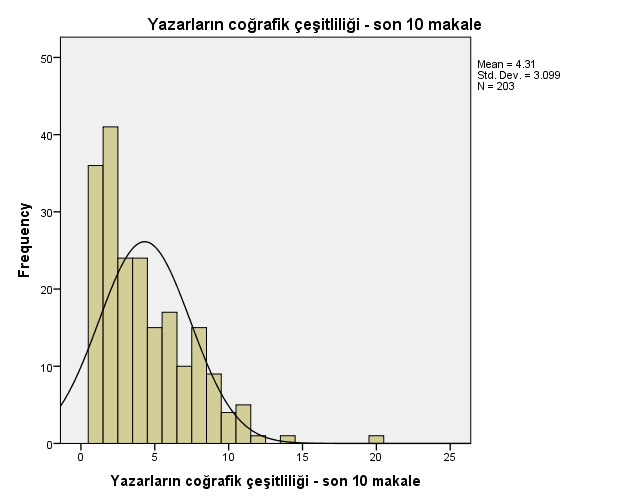 Yazarların coğrafik çeşitliliği - son 10 makale
50
40
30
20
10
0
Frequency
0 5 10 15 20 25
Yazarların coğrafik çeşitliliği - son 10 makale
Mean = 4.31
Std. Dev. = 3.099
N = 203